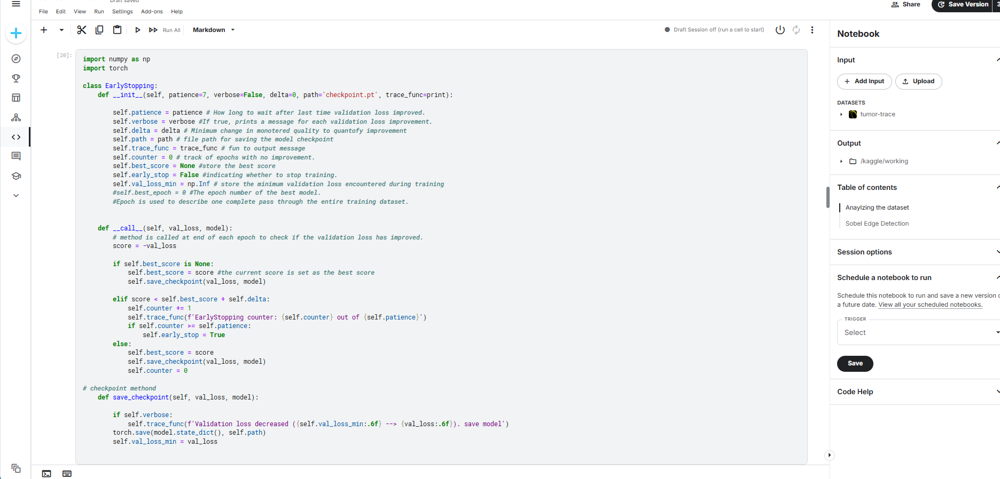 Draft saved
File Edit View Run Settings Add-ons Help
Share
Save Version
Run All
Markdown
Draft Session off (run a cell to start)
[20]:
import numpy as np
import torch
class EarlyStopping:
def __init__(self, patience=7, verbose=False, delta=0, path='checkpoint.pt', trace_func=print):
self.patience = patience # How long to wait after last time validation loss improved.
self.verbose = verbose #If true, prints a message for each validation loss improvement.
self.delta = delta # Minimum change in monotered quality to quantofy improvement
self.path = path # file path for saving the model checkpoint
self.trace_func = trace_func # fun to output message
self.counter = 0 # track of epochs with no improvement.
self.best_score = None #store the best score
self.early_stop = False #indicating whether to stop training.
self.val_loss_min = np.Inf # store the minimum validation loss encountered during training
#self.best_epoch = 0 #The epoch number of the best model.
#Epoch is used to describe one complete pass through the entire training dataset.
def __call__(self, val_loss, model):
# method is called at end of each epoch to check if the validation loss has improved.
score = -val_loss
if self.best_score is None:
self.best_score = score #the current score is set as the best score
self.save_checkpoint(val_loss, model)
elif score < self.best_score + self.delta:
self.counter += 1
self.trace_func(f'EarlyStopping counter: {self.counter} out of {self.patience}')
if self.counter >= self.patience:
self.early_stop = True
else:
self.best_score = score
self.save_checkpoint(val_loss, model)
self.counter = 0
# checkpoint methond
def save_checkpoint(self, val_loss, model):
if self.verbose:
self.trace_func(f'Validation loss decreased ({self.val_loss_min:.6f} --> {val_loss:.6f}). save model')
torch.save(model.state_dict(), self.path)
self.val_loss_min = val_loss
Notebook
Input
+ Add Input
Upload
DATASETS
tumor-trace
Output
/kaggle/working
Table of contents
Anaylzing the dataset
Sobel Edge Detection
Session options
Schedule a notebook to run
Schedule this notebook to run and save a new version
a future date. View all your scheduled notebooks.
TRIGGER
Select
Save
Code Help